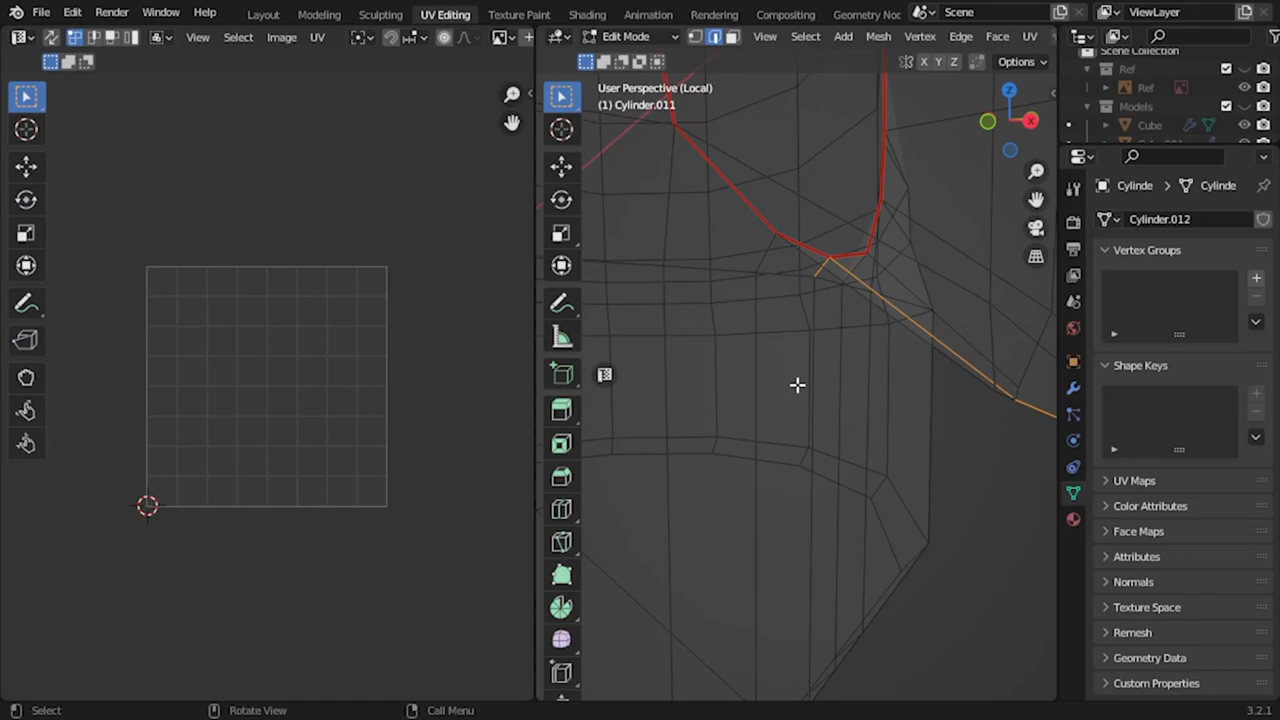 File Edit Render Window Help Layout Modeling Sculpting UV Editing Texture Paint Shading Animation Rendering Compositing Geometry Noc Scene ViewLayer
View Select Image UV Edit Mode View Select Add Mesh Vertex Edge Face UV
X Y Z Options
Scene Collection
Ref
Ref
Models
Cube
User Perspective (Local)
(1) Cylinder.011
Z
X
Cylinde Cylinde
Cylinder.012
Vertex Groups
Shape Keys
UV Maps
Color Attributes
Face Maps
Attributes
Normals
Texture Space
Remesh
Geometry Data
Custom Properties
Select Rotate View Call Menu 3.2.1